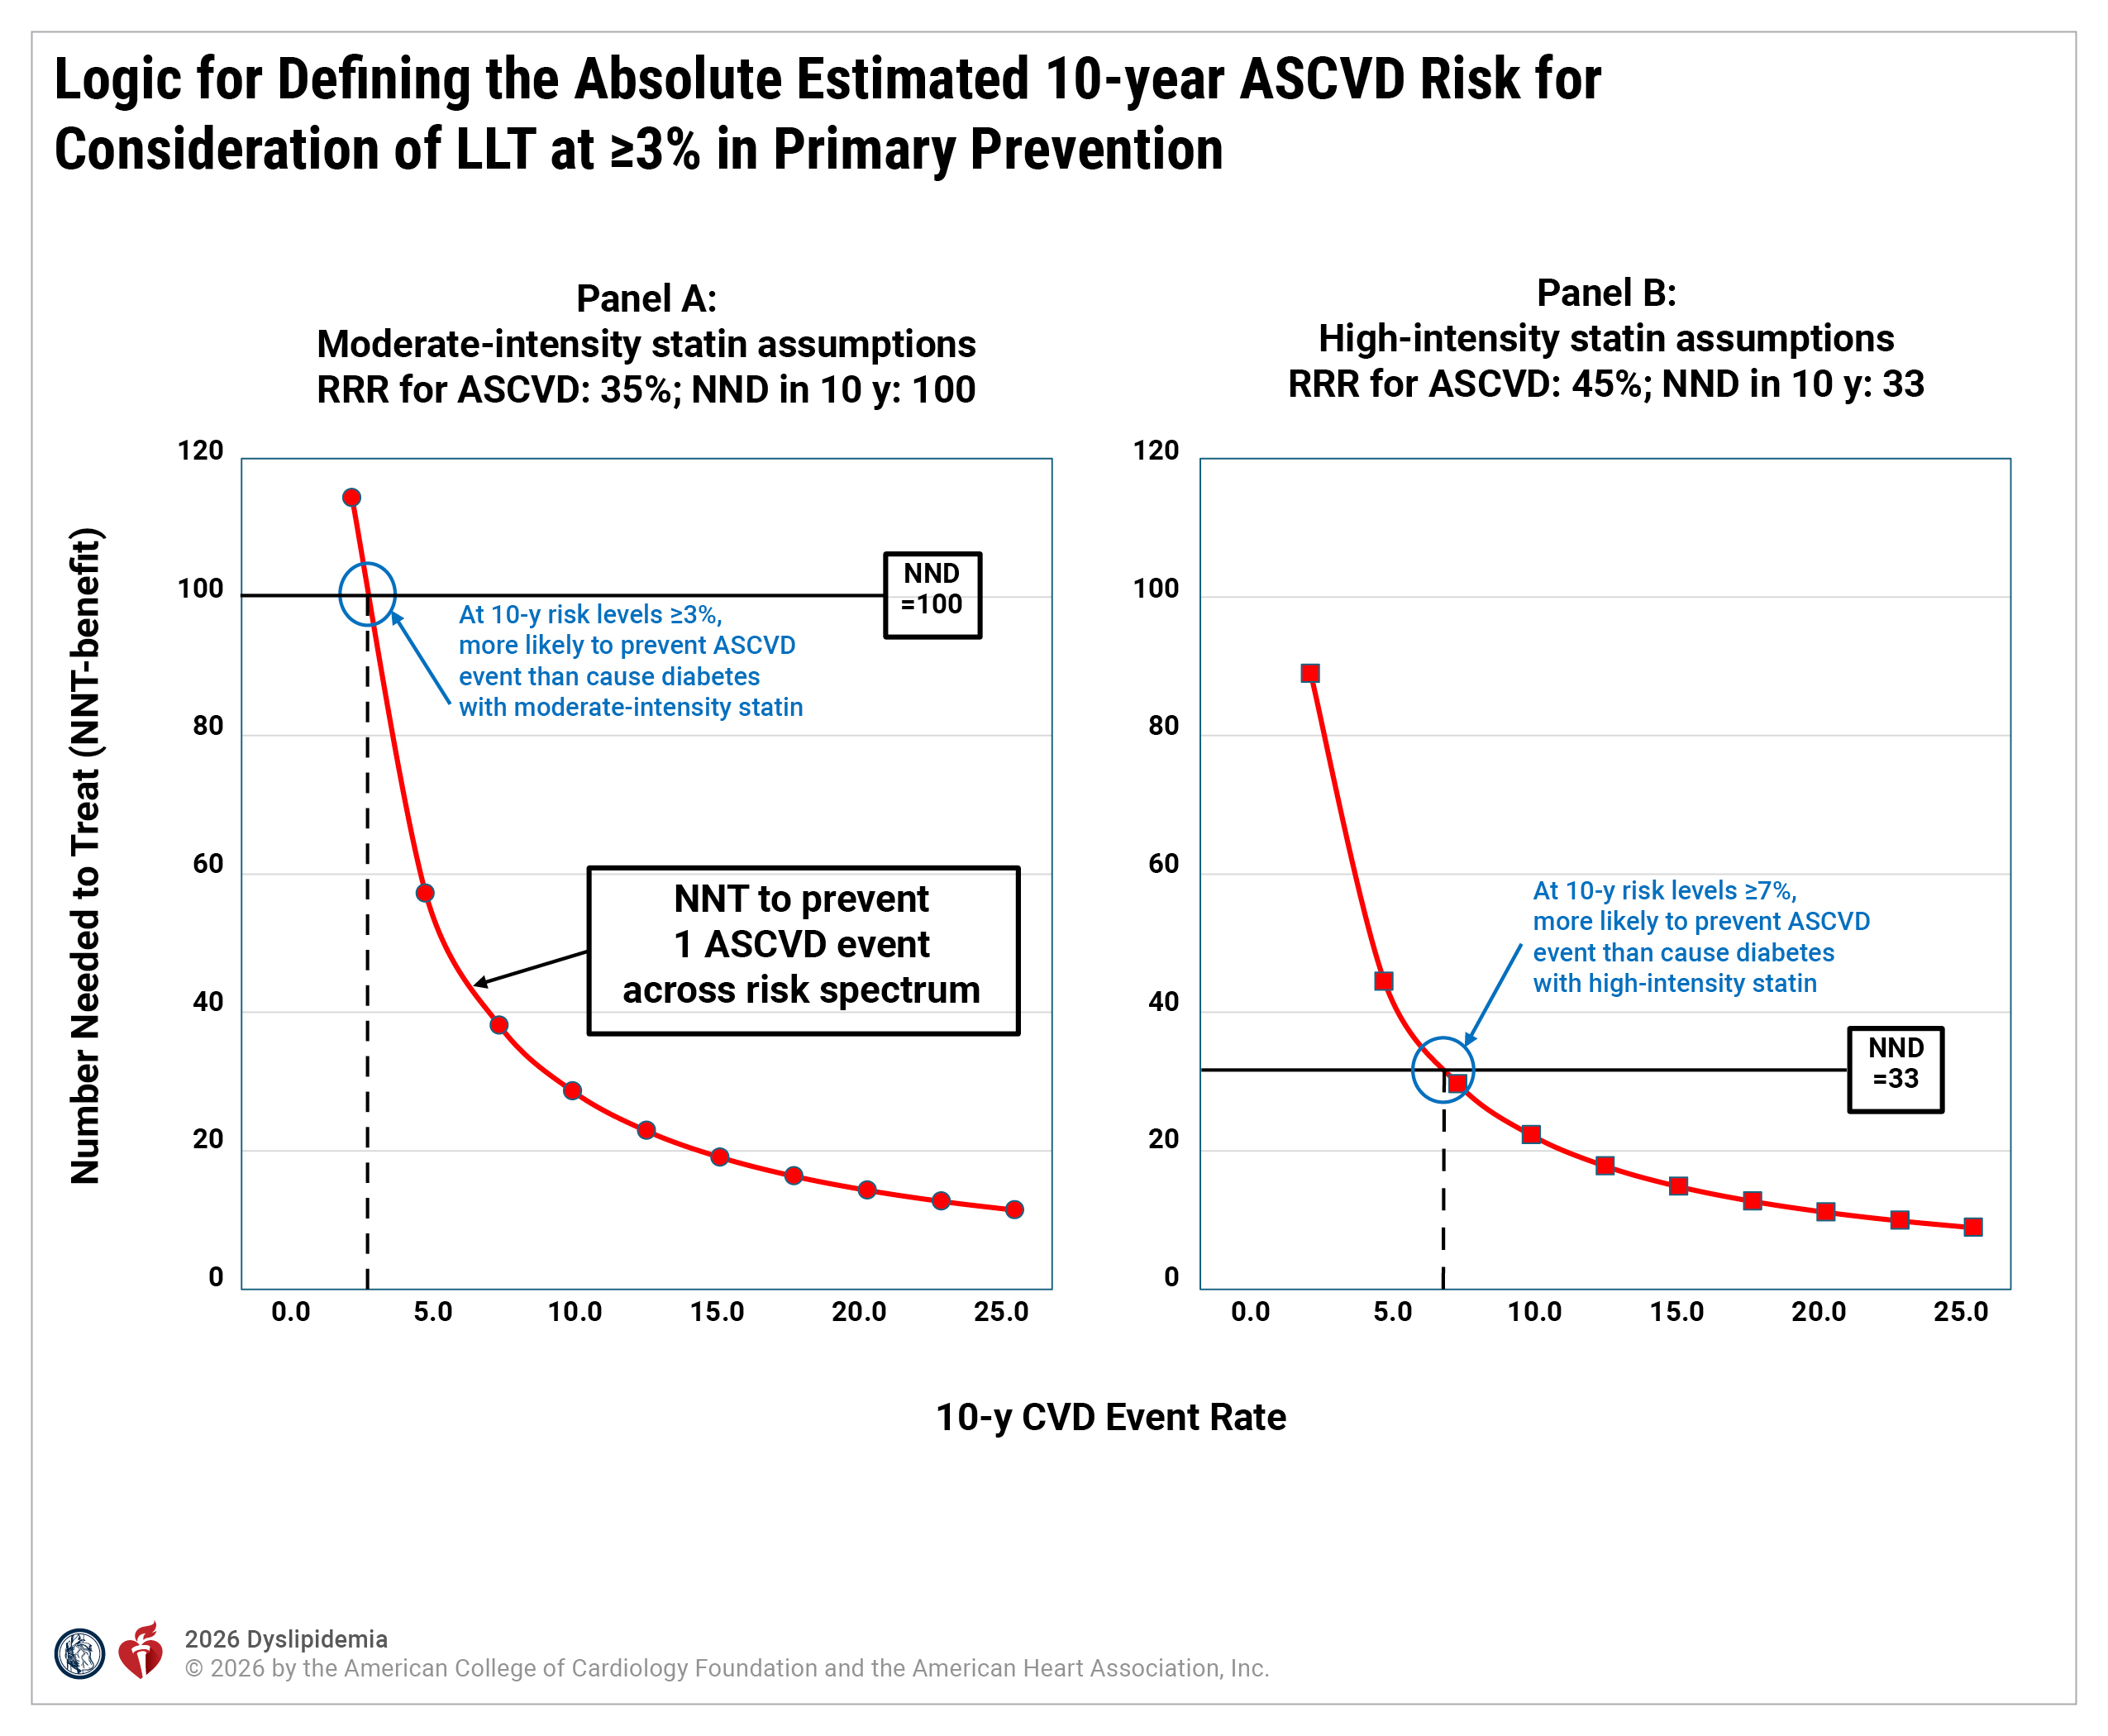 Logic for Defining the Absolute Estimated 10-year ASCVD Risk for
Consideration of LLT at ≥3% in Primary Prevention
Panel A:
Moderate-intensity statin assumptions
RRR for ASCVD: 35%; NND in 10 y: 100
Number Needed to Treat (NNT-benefit)
120
100
80
60
40
20
0
NND
=100
At 10-y risk levels ≥3%,
more likely to prevent ASCVD
event than cause diabetes
with moderate-intensity statin
NNT to prevent
1 ASCVD event
across risk spectrum
0.0 5.0 10.0 15.0 20.0 25.0
Panel B:
High-intensity statin assumptions
RRR for ASCVD: 45%; NND in 10 y: 33
120
100
80
60
40
20
0
At 10-y risk levels ≥7%,
more likely to prevent ASCVD
event than cause diabetes
with high-intensity statin
NND
=33
0.0 5.0 10.0 15.0 20.0 25.0
10-y CVD Event Rate
2026 Dyslipidemia
© 2026 by the American College of Cardiology Foundation and the American Heart Association, Inc.